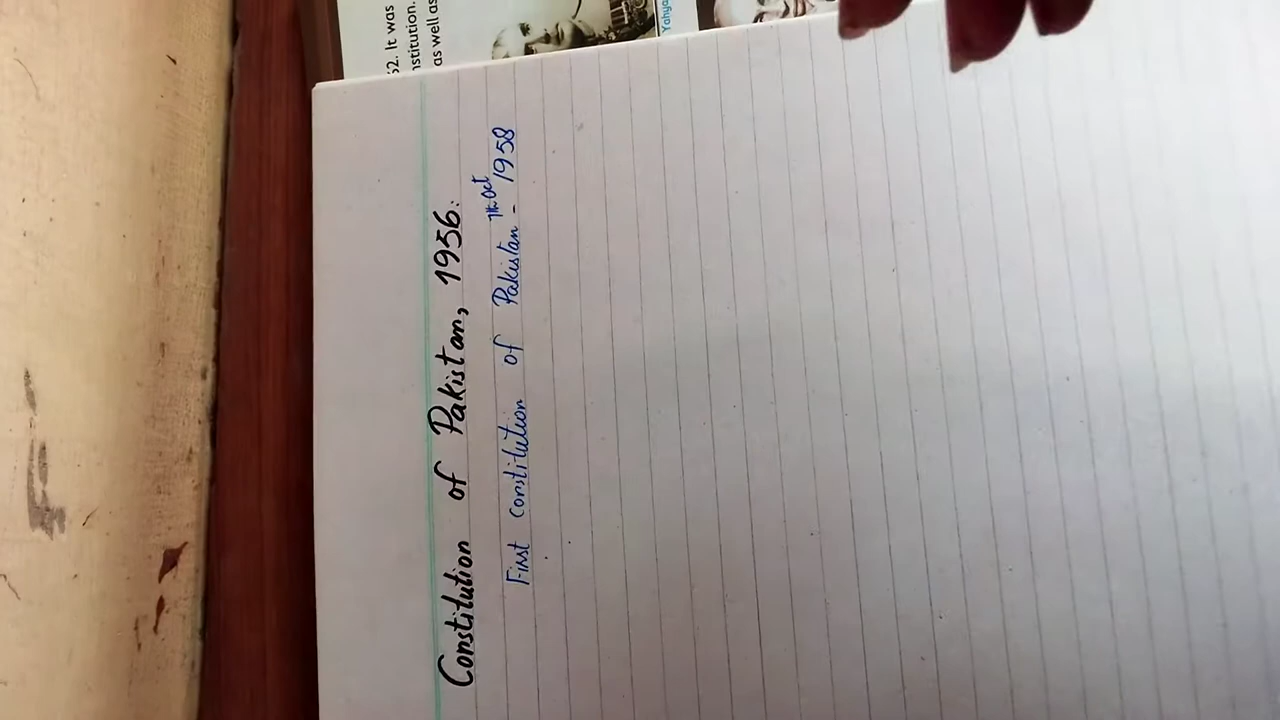 52. It was
nstitution.
as well as
Yahya
Constitution of Pakistan, 1956:
First constitution of Pakistan - 7th Oct 1958